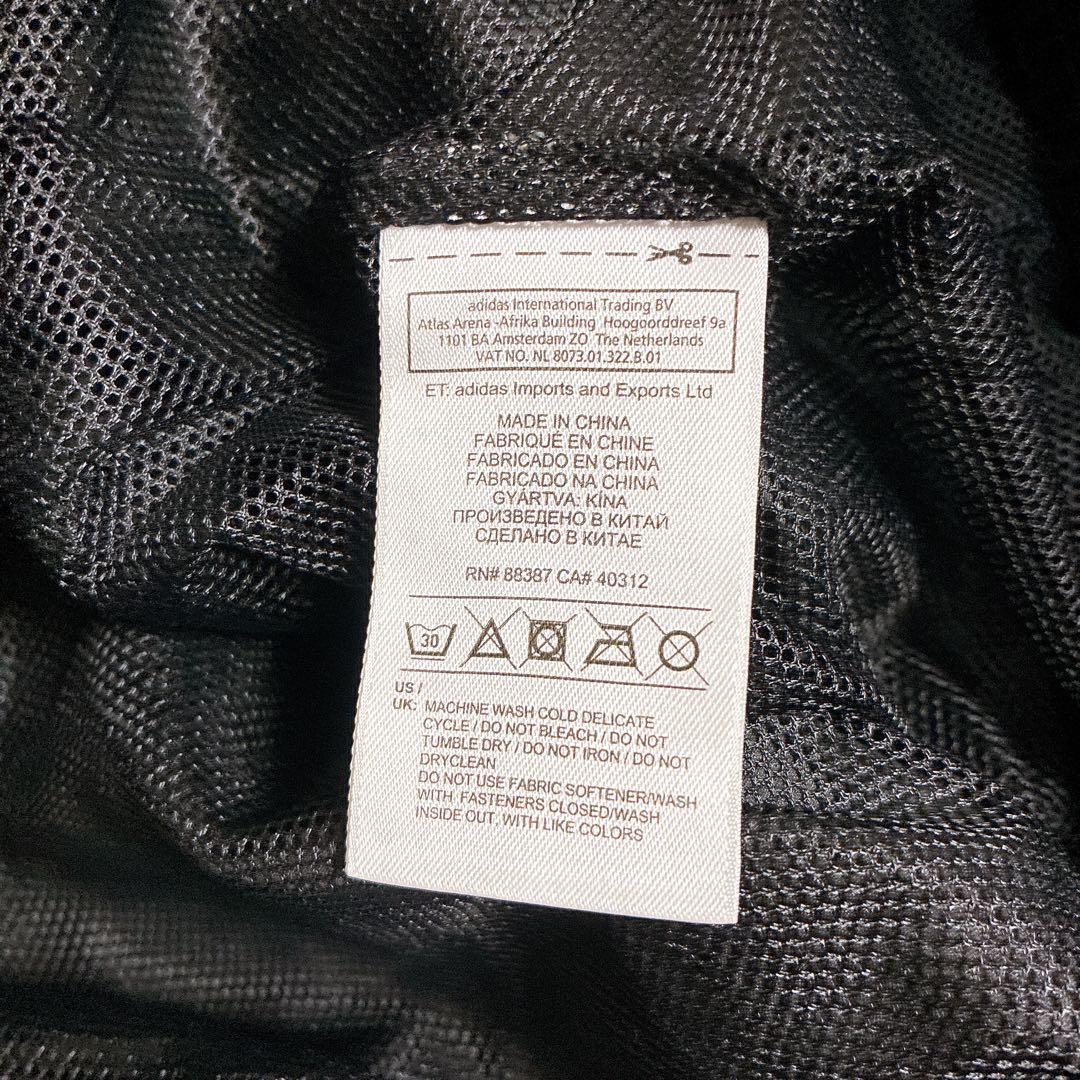 adidas International Trading BV
Atlas Arena -Afrika Building Hoogoorddreef 9a
1101 BA Amsterdam ZO The Netherlands
VAT NO. NL 8073.01.322.B.01
ET: adidas Imports and Exports Ltd
MADE IN CHINA
FABRIQUÉ EN CHINE
FABRICADO EN CHINA
FABRICADO NA CHINA
GYÁRTVA: KÍNA
ПРОИЗВЕДЕНО В КИТАЙ
СДЕЛАНО В КИТАЕ
RN# 88387 CA# 40312
30
US /
UK: MACHINE WASH COLD DELICATE
CYCLE / DO NOT BLEACH / DO NOT
TUMBLE DRY / DO NOT IRON / DO NOT
DRYCLEAN
DO NOT USE FABRIC SOFTENER/WASH
WITH FASTENERS CLOSED/WASH
INSIDE OUT. WITH LIKE COLORS